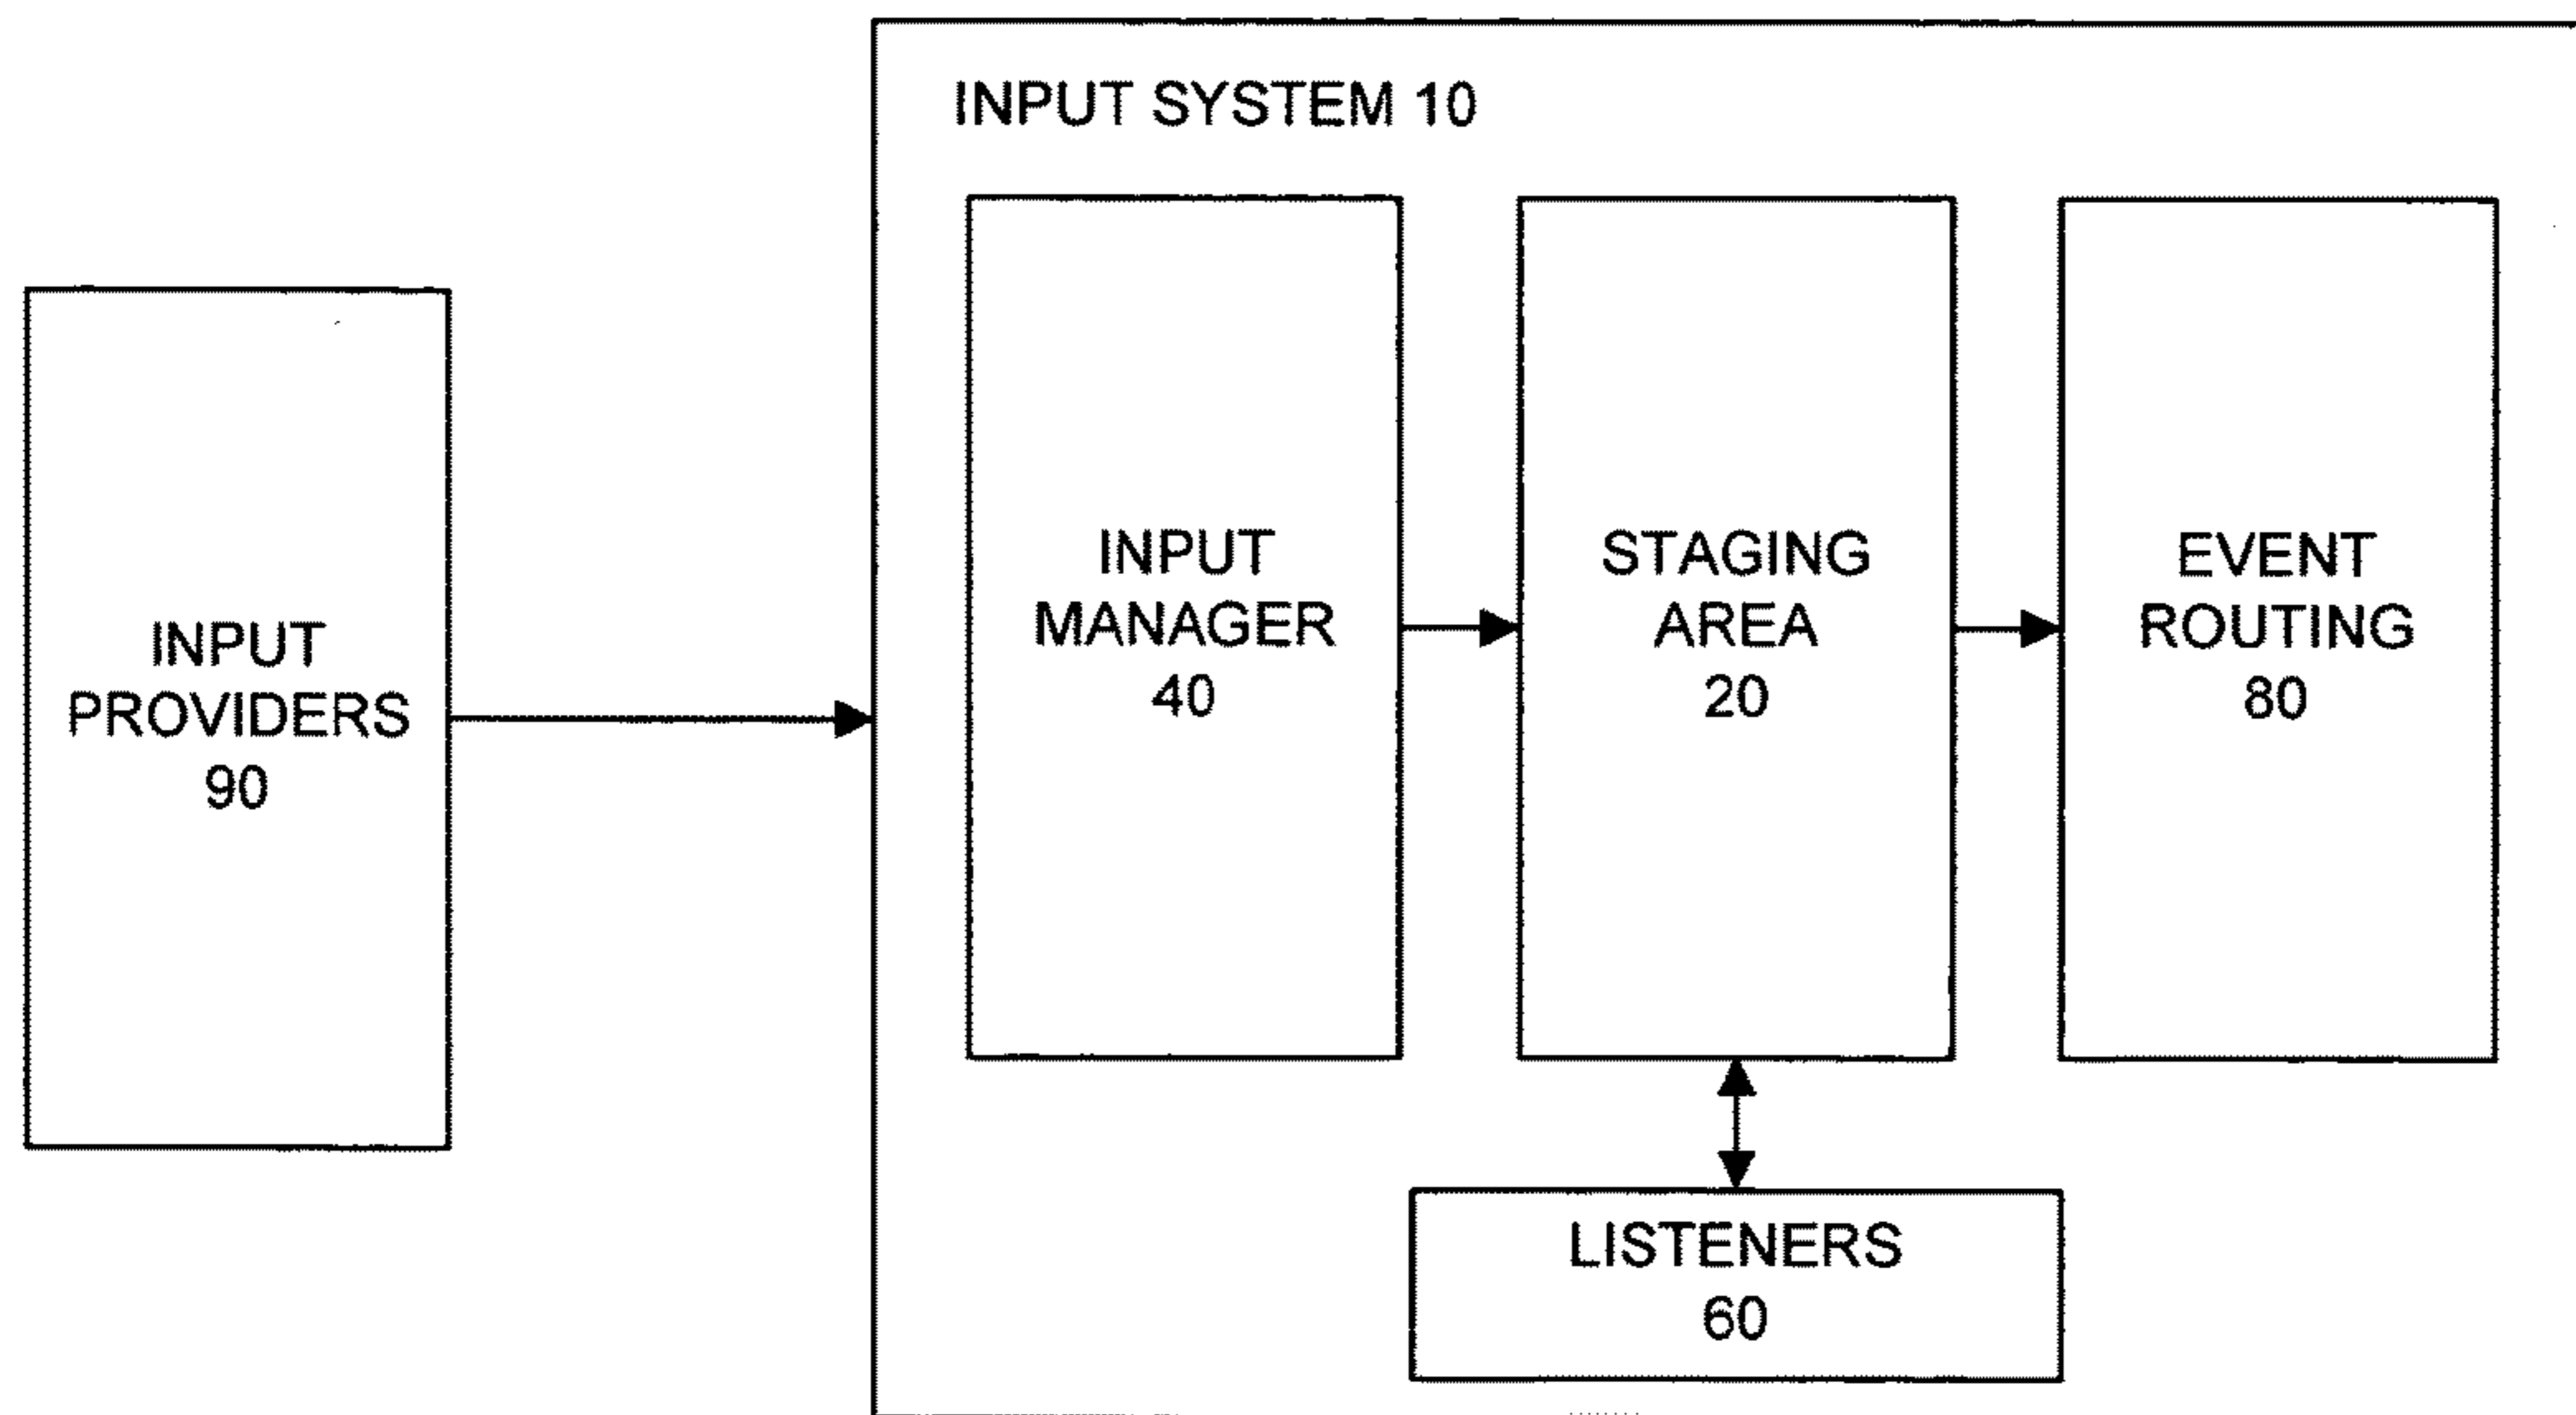 INPUT SYSTEM 10
INPUT
PROVIDERS
90
INPUT
MANAGER
40
STAGING
AREA
20
EVENT
ROUTING
80
LISTENERS
60